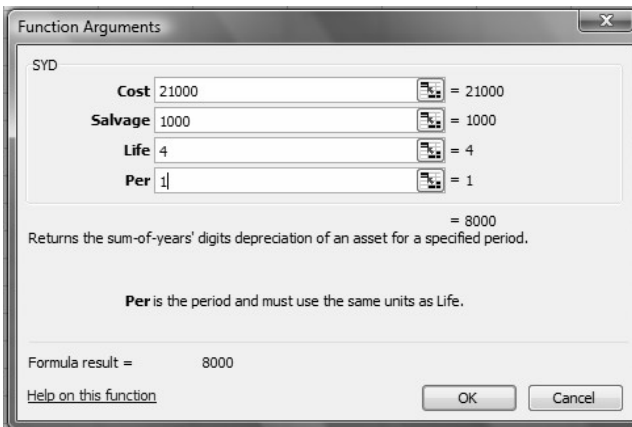 Function Arguments
X
SYD
Cost 21000 = 21000
Salvage 1000 = 1000
Life 4 = 4
Per 1 = 1
= 8000
Returns the sum-of-years' digits depreciation of an asset for a specified period.
Per is the period and must use the same units as Life.
Formula result = 8000
Help on this function OK Cancel